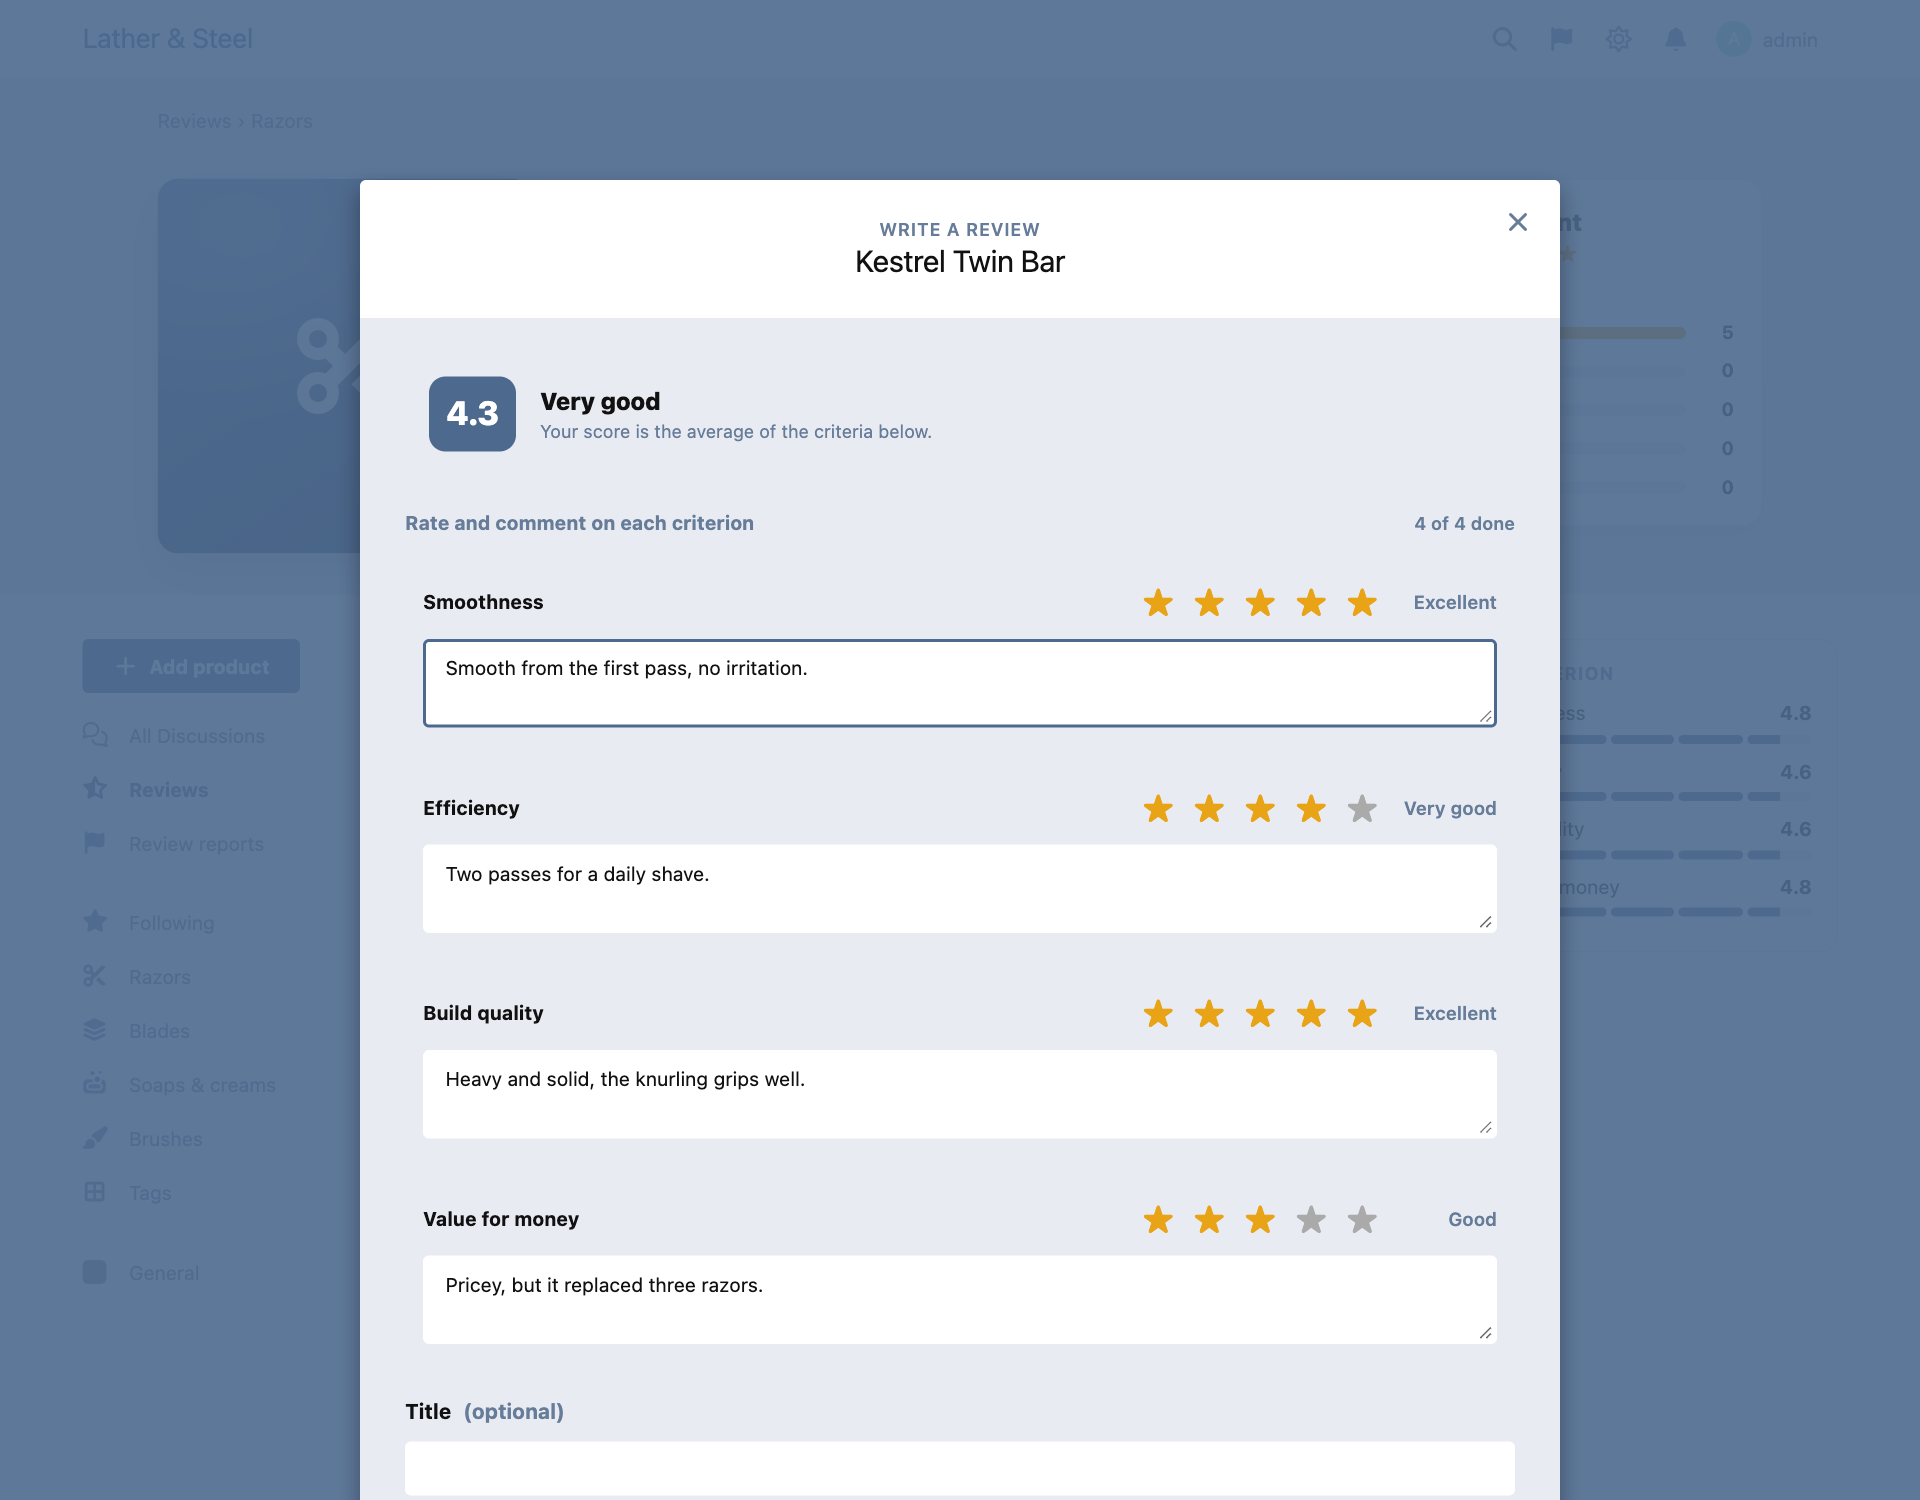 Lather & Steel
admin
Reviews › Razors
WRITE A REVIEW
Kestrel Twin Bar
nt
5
0
0
0
0
4.3
Very good
Your score is the average of the criteria below.
Rate and comment on each criterion
4 of 4 done
Smoothness
Excellent
Smooth from the first pass, no irritation.
Efficiency
Very good
Two passes for a daily shave.
Build quality
Excellent
Heavy and solid, the knurling grips well.
Value for money
Good
Pricey, but it replaced three razors.
Title (optional)
Add product
All Discussions
Reviews
Review reports
Following
Razors
Blades
Soaps & creams
Brushes
Tags
General
ERION
ess 4.8
4.6
lity 4.6
money 4.8